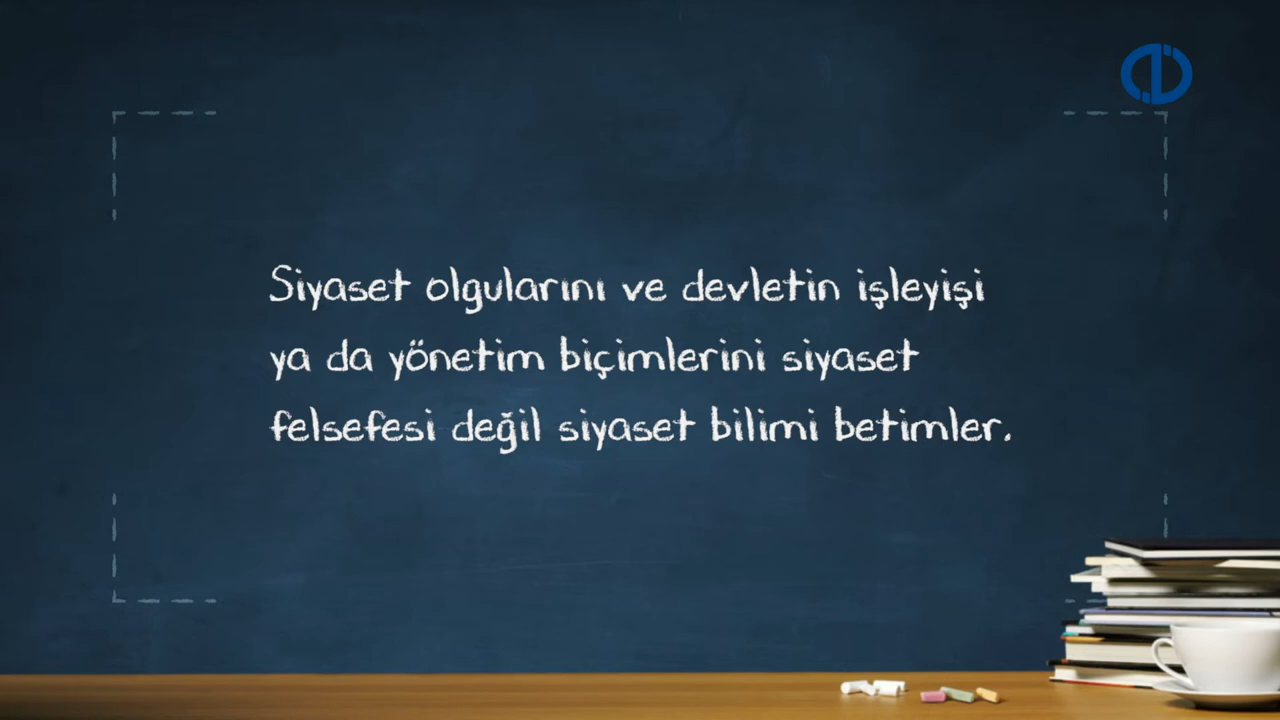 Siyaset olgularını ve devletin işleyişi
ya da yönetim biçimlerini siyaset
felsefesi değil siyaset bilimi betimler.